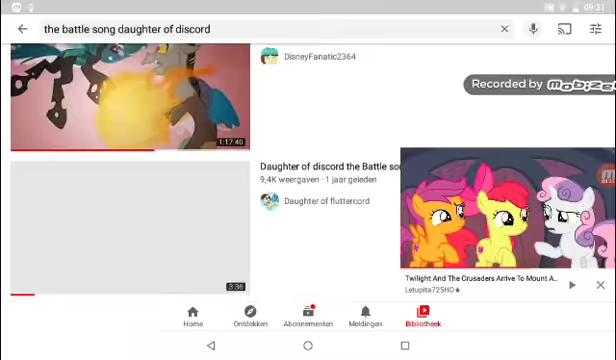 09:31
the battle song daughter of discord
DisneyFanatic2364
Recorded by mobize
1:17:40
Daughter of discord the Battle so
9,4K weergaven · 1 jaar geleden
Daughter of fluttercord
3:36
Twilight And The Crusaders Arrive To Mount A...
Letupita725HD★
Home
Ontdekken
Abonnementen
Meldingen
Bibliotheek